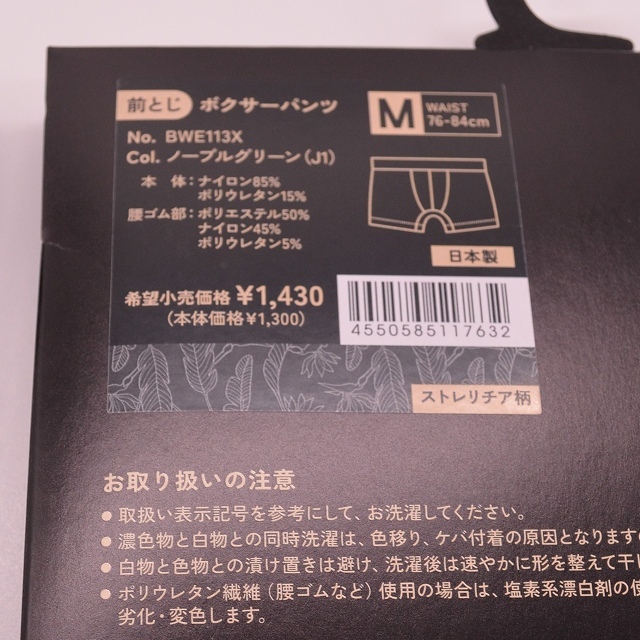 前とじ ボクサーパンツ
M WAIST 76-84cm
No. BWE113X
Col. ノーブルグリーン(J1)
本 体：ナイロン85%
ポリウレタン15%
腰ゴム部：ポリエステル50%
ナイロン45%
ポリウレタン5%
日本製
希望小売価格 ¥1,430
(本体価格¥1,300)
4550585117632
ストレリチア柄
お取り扱いの注意
●取扱い表示記号を参考にして、お洗濯してください。
●濃色物と白物との同時洗濯は、色移り、ケバ付着の原因となります
●白物と色物との漬け置きは避け、洗濯後は速やかに形を整えて干し
●ポリウレタン繊維(腰ゴムなど)使用の場合は、塩素系漂白剤の使
劣化・変色します。